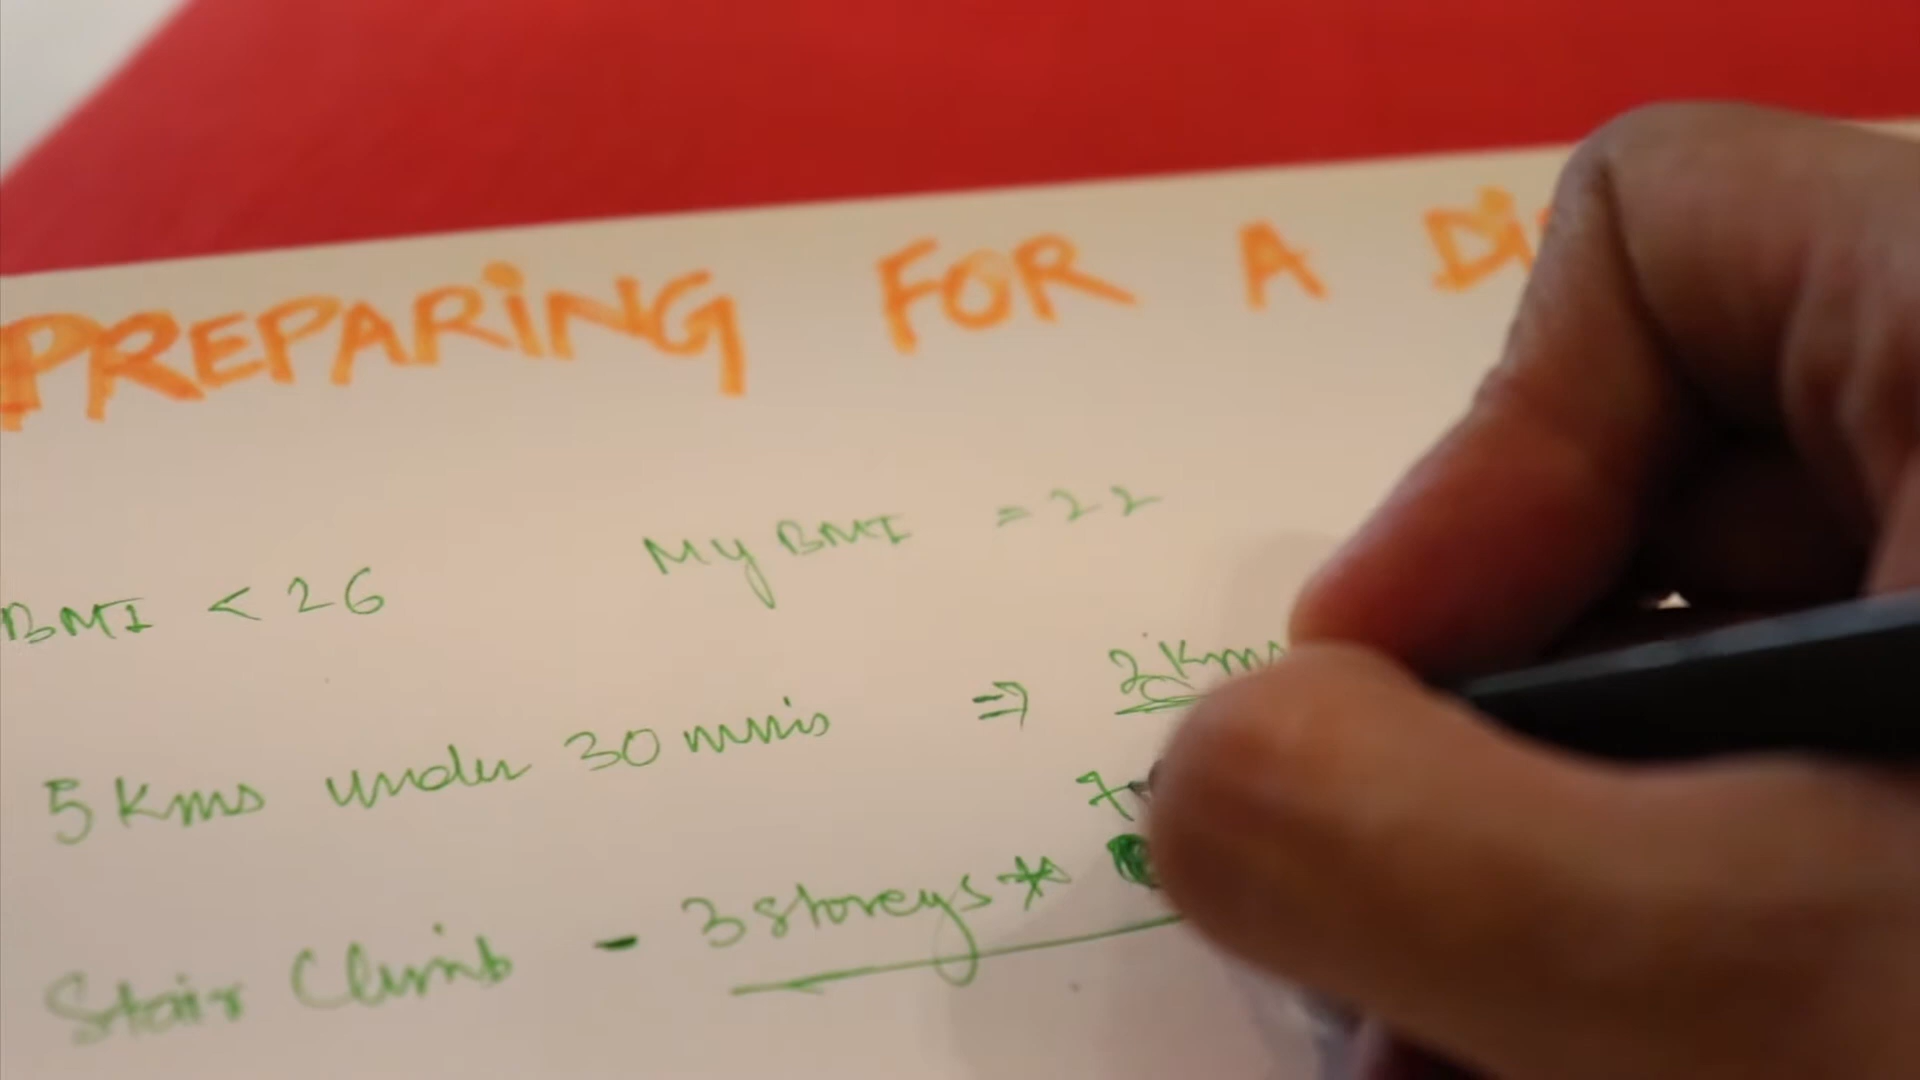 PREPARING FOR A
BMI < 26 My BMI = 22
5 Kms under 30 mins ⇒ 2 Kms
Stair Climb - 3 storeys *